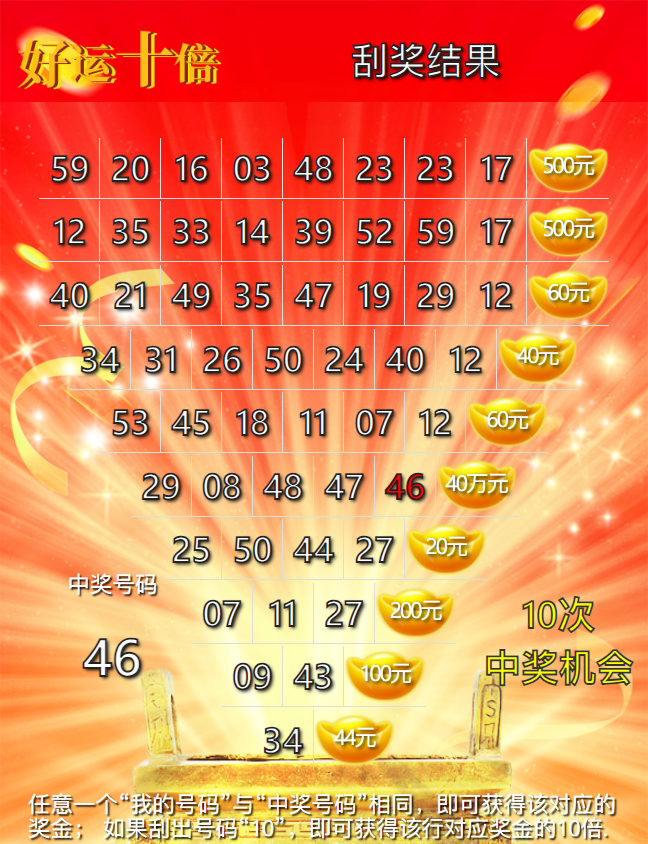 好运十倍 刮奖结果
59 20 16 03 48 23 23 17 500元
12 35 33 14 39 52 59 17 500元
40 21 49 35 47 19 29 12 60元
34 31 26 50 24 40 12 40元
53 45 18 11 07 12 60元
29 08 48 47 46 40万元
25 50 44 27 20元
中奖号码
07 11 27 200元
10次
46
09 43 100元
中奖机会
34 44元
任意一个“我的号码”与“中奖号码”相同，即可获得该对应的
奖金； 如果刮出号码“10”，即可获得该行对应奖金的10倍.